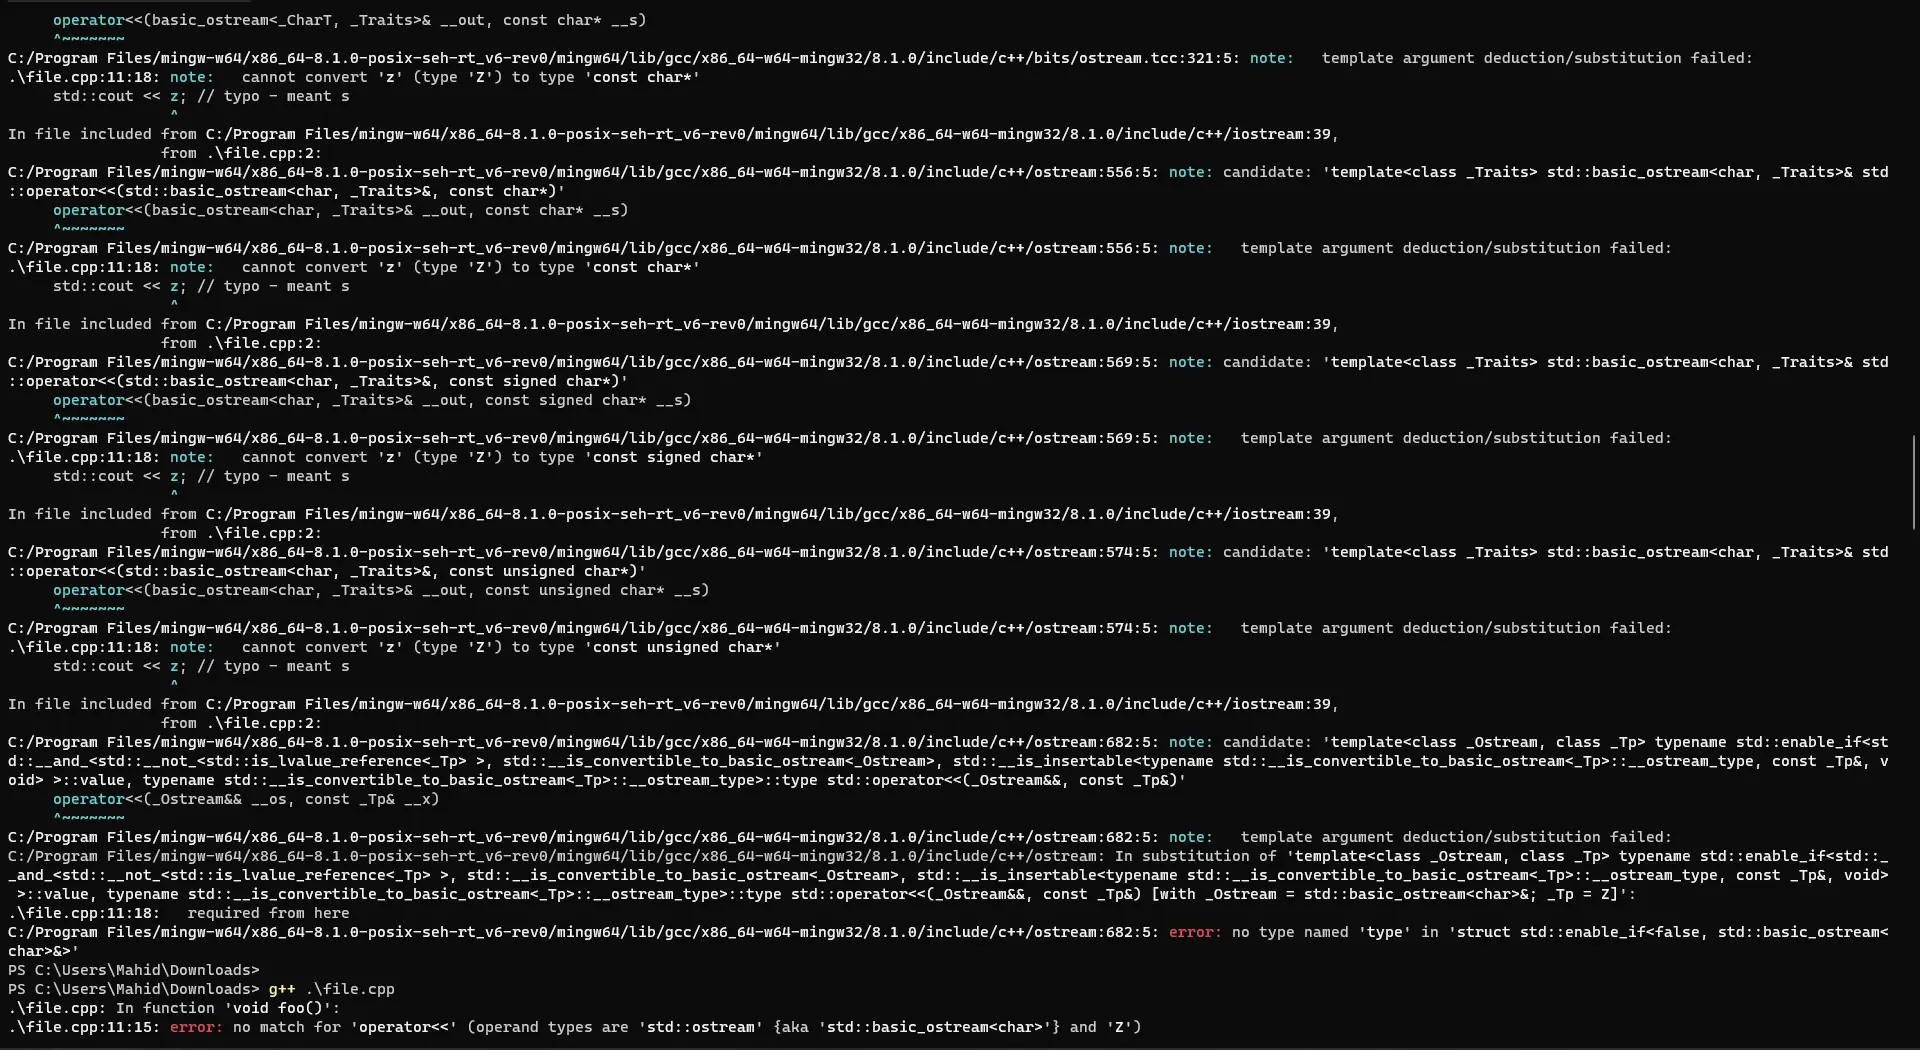 operator<<(basic_ostream<_CharT, _Traits>& __out, const char* __s)
^~~~~~~~
C:/Program Files/mingw-w64/x86_64-8.1.0-posix-seh-rt_v6-rev0/mingw64/lib/gcc/x86_64-w64-mingw32/8.1.0/include/c++/bits/ostream.tcc:321:5: note:   template argument deduction/substitution failed:
.\file.cpp:11:18: note:   cannot convert 'z' (type 'Z') to type 'const char*'
std::cout << z; // typo - meant s
^
In file included from C:/Program Files/mingw-w64/x86_64-8.1.0-posix-seh-rt_v6-rev0/mingw64/lib/gcc/x86_64-w64-mingw32/8.1.0/include/c++/iostream:39,
from .\file.cpp:2:
C:/Program Files/mingw-w64/x86_64-8.1.0-posix-seh-rt_v6-rev0/mingw64/lib/gcc/x86_64-w64-mingw32/8.1.0/include/c++/ostream:556:5: note: candidate: 'template<class _Traits> std::basic_ostream<char, _Traits>& std
::operator<<(std::basic_ostream<char, _Traits>&, const char*)'
operator<<(basic_ostream<char, _Traits>& __out, const char* __s)
^~~~~~~~
C:/Program Files/mingw-w64/x86_64-8.1.0-posix-seh-rt_v6-rev0/mingw64/lib/gcc/x86_64-w64-mingw32/8.1.0/include/c++/ostream:556:5: note:   template argument deduction/substitution failed:
.\file.cpp:11:18: note:   cannot convert 'z' (type 'Z') to type 'const char*'
std::cout << z; // typo - meant s
^
In file included from C:/Program Files/mingw-w64/x86_64-8.1.0-posix-seh-rt_v6-rev0/mingw64/lib/gcc/x86_64-w64-mingw32/8.1.0/include/c++/iostream:39,
from .\file.cpp:2:
C:/Program Files/mingw-w64/x86_64-8.1.0-posix-seh-rt_v6-rev0/mingw64/lib/gcc/x86_64-w64-mingw32/8.1.0/include/c++/ostream:569:5: note: candidate: 'template<class _Traits> std::basic_ostream<char, _Traits>& std
::operator<<(std::basic_ostream<char, _Traits>&, const signed char*)'
operator<<(basic_ostream<char, _Traits>& __out, const signed char* __s)
^~~~~~~~
C:/Program Files/mingw-w64/x86_64-8.1.0-posix-seh-rt_v6-rev0/mingw64/lib/gcc/x86_64-w64-mingw32/8.1.0/include/c++/ostream:569:5: note:   template argument deduction/substitution failed:
.\file.cpp:11:18: note:   cannot convert 'z' (type 'Z') to type 'const signed char*'
std::cout << z; // typo - meant s
^
In file included from C:/Program Files/mingw-w64/x86_64-8.1.0-posix-seh-rt_v6-rev0/mingw64/lib/gcc/x86_64-w64-mingw32/8.1.0/include/c++/iostream:39,
from .\file.cpp:2:
C:/Program Files/mingw-w64/x86_64-8.1.0-posix-seh-rt_v6-rev0/mingw64/lib/gcc/x86_64-w64-mingw32/8.1.0/include/c++/ostream:574:5: note: candidate: 'template<class _Traits> std::basic_ostream<char, _Traits>& std
::operator<<(std::basic_ostream<char, _Traits>&, const unsigned char*)'
operator<<(basic_ostream<char, _Traits>& __out, const unsigned char* __s)
^~~~~~~~
C:/Program Files/mingw-w64/x86_64-8.1.0-posix-seh-rt_v6-rev0/mingw64/lib/gcc/x86_64-w64-mingw32/8.1.0/include/c++/ostream:574:5: note:   template argument deduction/substitution failed:
.\file.cpp:11:18: note:   cannot convert 'z' (type 'Z') to type 'const unsigned char*'
std::cout << z; // typo - meant s
^
In file included from C:/Program Files/mingw-w64/x86_64-8.1.0-posix-seh-rt_v6-rev0/mingw64/lib/gcc/x86_64-w64-mingw32/8.1.0/include/c++/iostream:39,
from .\file.cpp:2:
C:/Program Files/mingw-w64/x86_64-8.1.0-posix-seh-rt_v6-rev0/mingw64/lib/gcc/x86_64-w64-mingw32/8.1.0/include/c++/ostream:682:5: note: candidate: 'template<class _Ostream, class _Tp> typename std::enable_if<st
d::__and_<std::__not_<std::is_lvalue_reference<_Tp> >, std::__is_convertible_to_basic_ostream<_Ostream>, std::__is_insertable<typename std::__is_convertible_to_basic_ostream<_Tp>::__ostream_type, const _Tp&, v
oid> >::value, typename std::__is_convertible_to_basic_ostream<_Tp>::__ostream_type>::type std::operator<<(_Ostream&&, const _Tp&)'
operator<<(_Ostream&& __os, const _Tp& __x)
^~~~~~~~
C:/Program Files/mingw-w64/x86_64-8.1.0-posix-seh-rt_v6-rev0/mingw64/lib/gcc/x86_64-w64-mingw32/8.1.0/include/c++/ostream:682:5: note:   template argument deduction/substitution failed:
C:/Program Files/mingw-w64/x86_64-8.1.0-posix-seh-rt_v6-rev0/mingw64/lib/gcc/x86_64-w64-mingw32/8.1.0/include/c++/ostream: In substitution of 'template<class _Ostream, class _Tp> typename std::enable_if<std::_
_and_<std::__not_<std::is_lvalue_reference<_Tp> >, std::__is_convertible_to_basic_ostream<_Ostream>, std::__is_insertable<typename std::__is_convertible_to_basic_ostream<_Tp>::__ostream_type, const _Tp&, void>
>::value, typename std::__is_convertible_to_basic_ostream<_Tp>::__ostream_type>::type std::operator<<(_Ostream&&, const _Tp&) [with _Ostream = std::basic_ostream<char>&; _Tp = Z]':
.\file.cpp:11:18:   required from here
C:/Program Files/mingw-w64/x86_64-8.1.0-posix-seh-rt_v6-rev0/mingw64/lib/gcc/x86_64-w64-mingw32/8.1.0/include/c++/ostream:682:5: error: no type named 'type' in 'struct std::enable_if<false, std::basic_ostream<
char>&>'
PS C:\Users\Mahid\Downloads>
PS C:\Users\Mahid\Downloads> g++ .\file.cpp
.\file.cpp: In function 'void foo()':
.\file.cpp:11:15: error: no match for 'operator<<' (operand types are 'std::ostream' {aka 'std::basic_ostream<char>'} and 'Z')